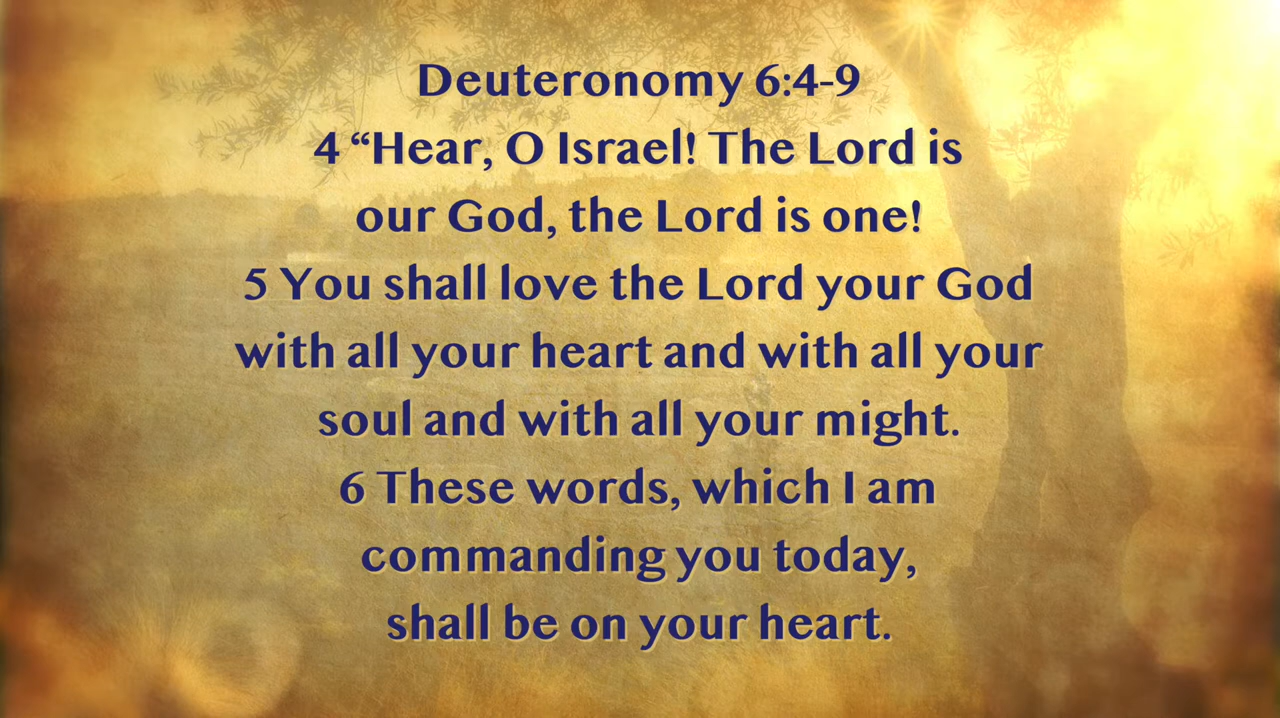 Deuteronomy 6:4-9
4 “Hear, O Israel! The Lord is
our God, the Lord is one!
5 You shall love the Lord your God
with all your heart and with all your
soul and with all your might.
6 These words, which I am
commanding you today,
shall be on your heart.